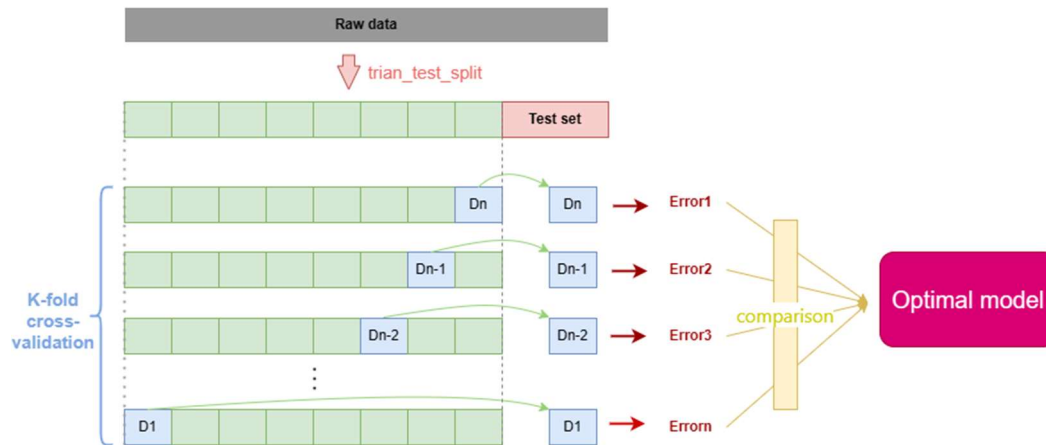 Raw data
trian_test_split
Test set
Dn
Dn
Error1
Dn-1
Dn-1
Error2
K-fold
cross-
validation
Dn-2
Dn-2
Error3
comparison
Optimal model
D1
D1
Errorn